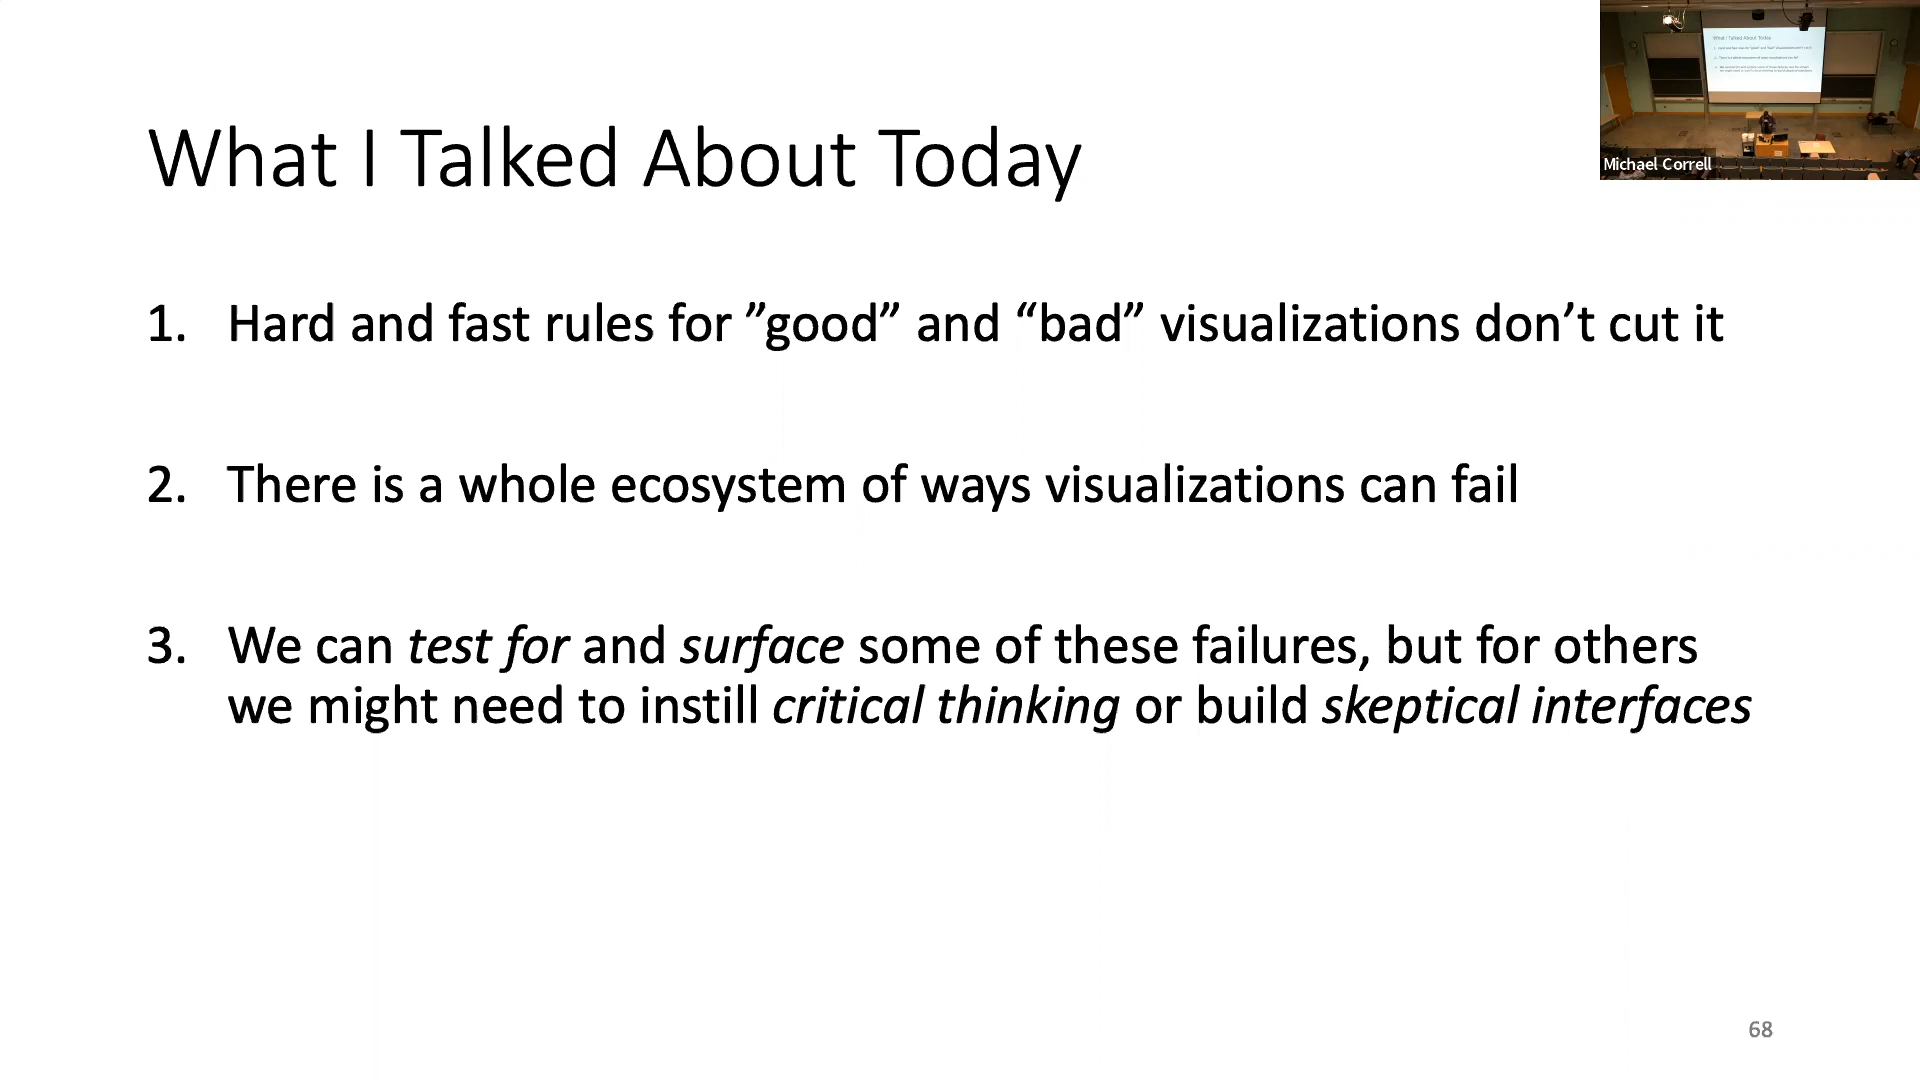 What I Talked About Today
Michael Correll
1. Hard and fast rules for ”good” and “bad” visualizations don’t cut it
2. There is a whole ecosystem of ways visualizations can fail
3. We can test for and surface some of these failures, but for others
we might need to instill critical thinking or build skeptical interfaces
68